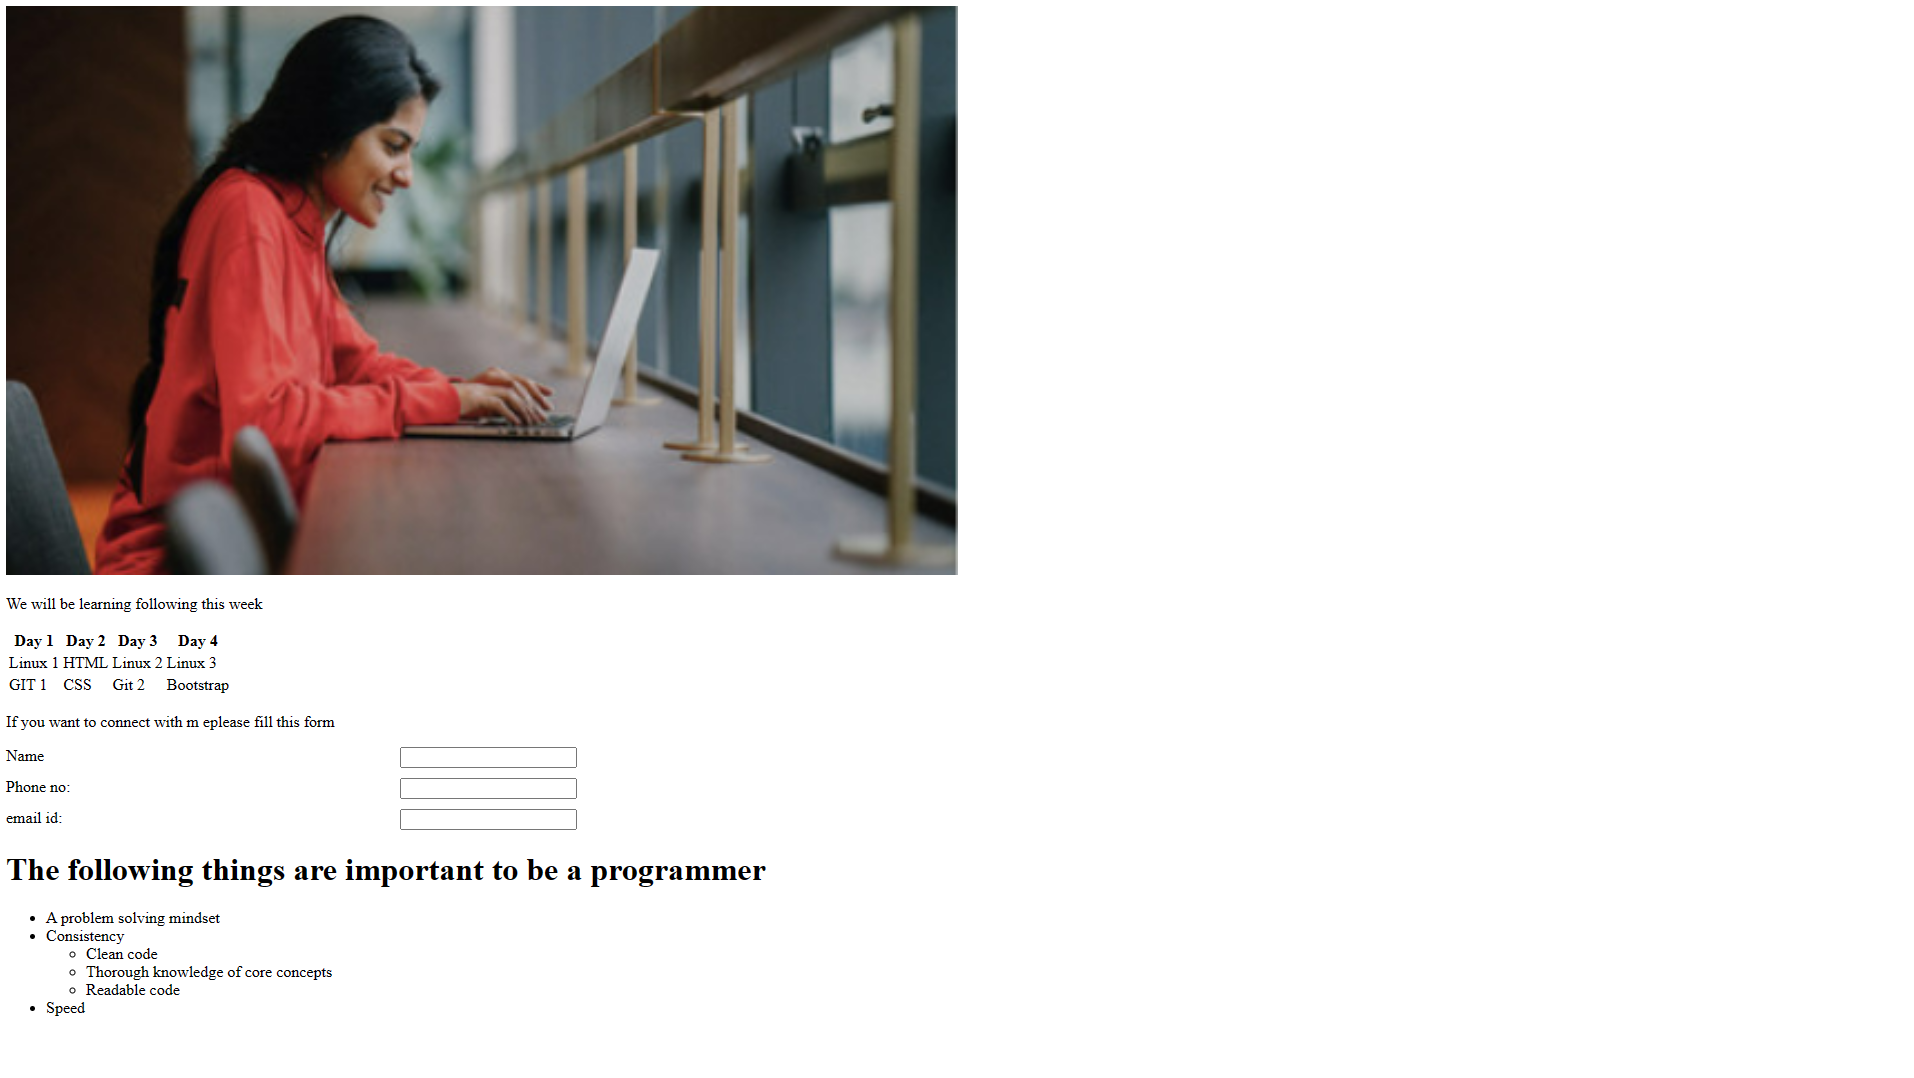 We will be learning following this week
Day 1 Day 2 Day 3 Day 4
Linux 1 HTML Linux 2 Linux 3
GIT 1 CSS Git 2 Bootstrap
If you want to connect with m eplease fill this form
Name
Phone no:
email id:
The following things are important to be a programmer
A problem solving mindset
Consistency
Clean code
Thorough knowledge of core concepts
Readable code
Speed